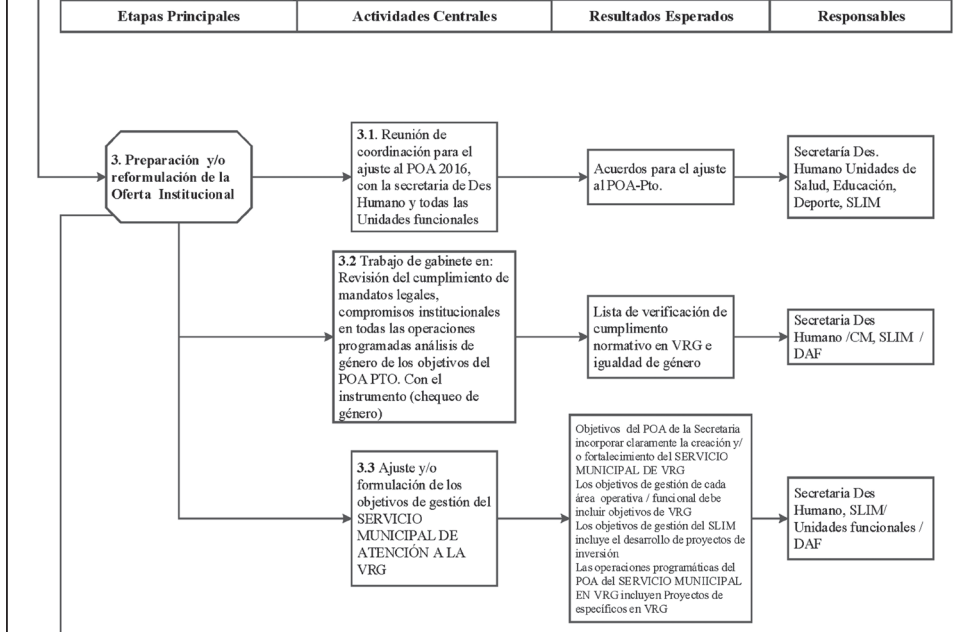 Etapas Principales
Actividades Centrales
Resultados Esperados
Responsables
3. Preparación y/o
reformulación de la
Oferta Institucional
3.1. Reunión de
coordinación para el
ajuste al POA 2016,
con la secretaria de Des
Humano y todas las
Unidades funcionales
Acuerdos para el ajuste
al POA-Pto.
Secretaría Des.
Humano Unidades de
Salud, Educación,
Deporte, SLIM
3.2 Trabajo de gabinete en:
Revisión del cumplimiento de
mandatos legales,
compromisos institucionales
en todas las operaciones
programadas análisis de
género de los objetivos del
POA PTO. Con el
instrumento (chequeo de
género)
Lista de verificación de
cumplimento
normativo en VRG e
igualdad de género
Secretaria Des
Humano /CM, SLIM /
DAF
3.3 Ajuste y/o
formulación de los
objetivos de gestión del
SERVICIO
MUNICIPAL DE
ATENCIÓN A LA
VRG
Objetivos del POA de la Secretaria
incorporar claramente la creación y/
o fortalecimiento del SERVICIO
MUNICIPAL DE VRG
Los objetivos de gestión de cada
área operativa / funcional debe
incluir objetivos de VRG
Los objetivos de gestión del SLIM
incluye el desarrollo de proyectos de
inversión
Las operaciones programáticas del
POA del SERVICIO MUNIICIPAL
EN VRG incluyen Proyectos de
específicos en VRG
Secretaria Des
Humano, SLIM/
Unidades funcionales /
DAF